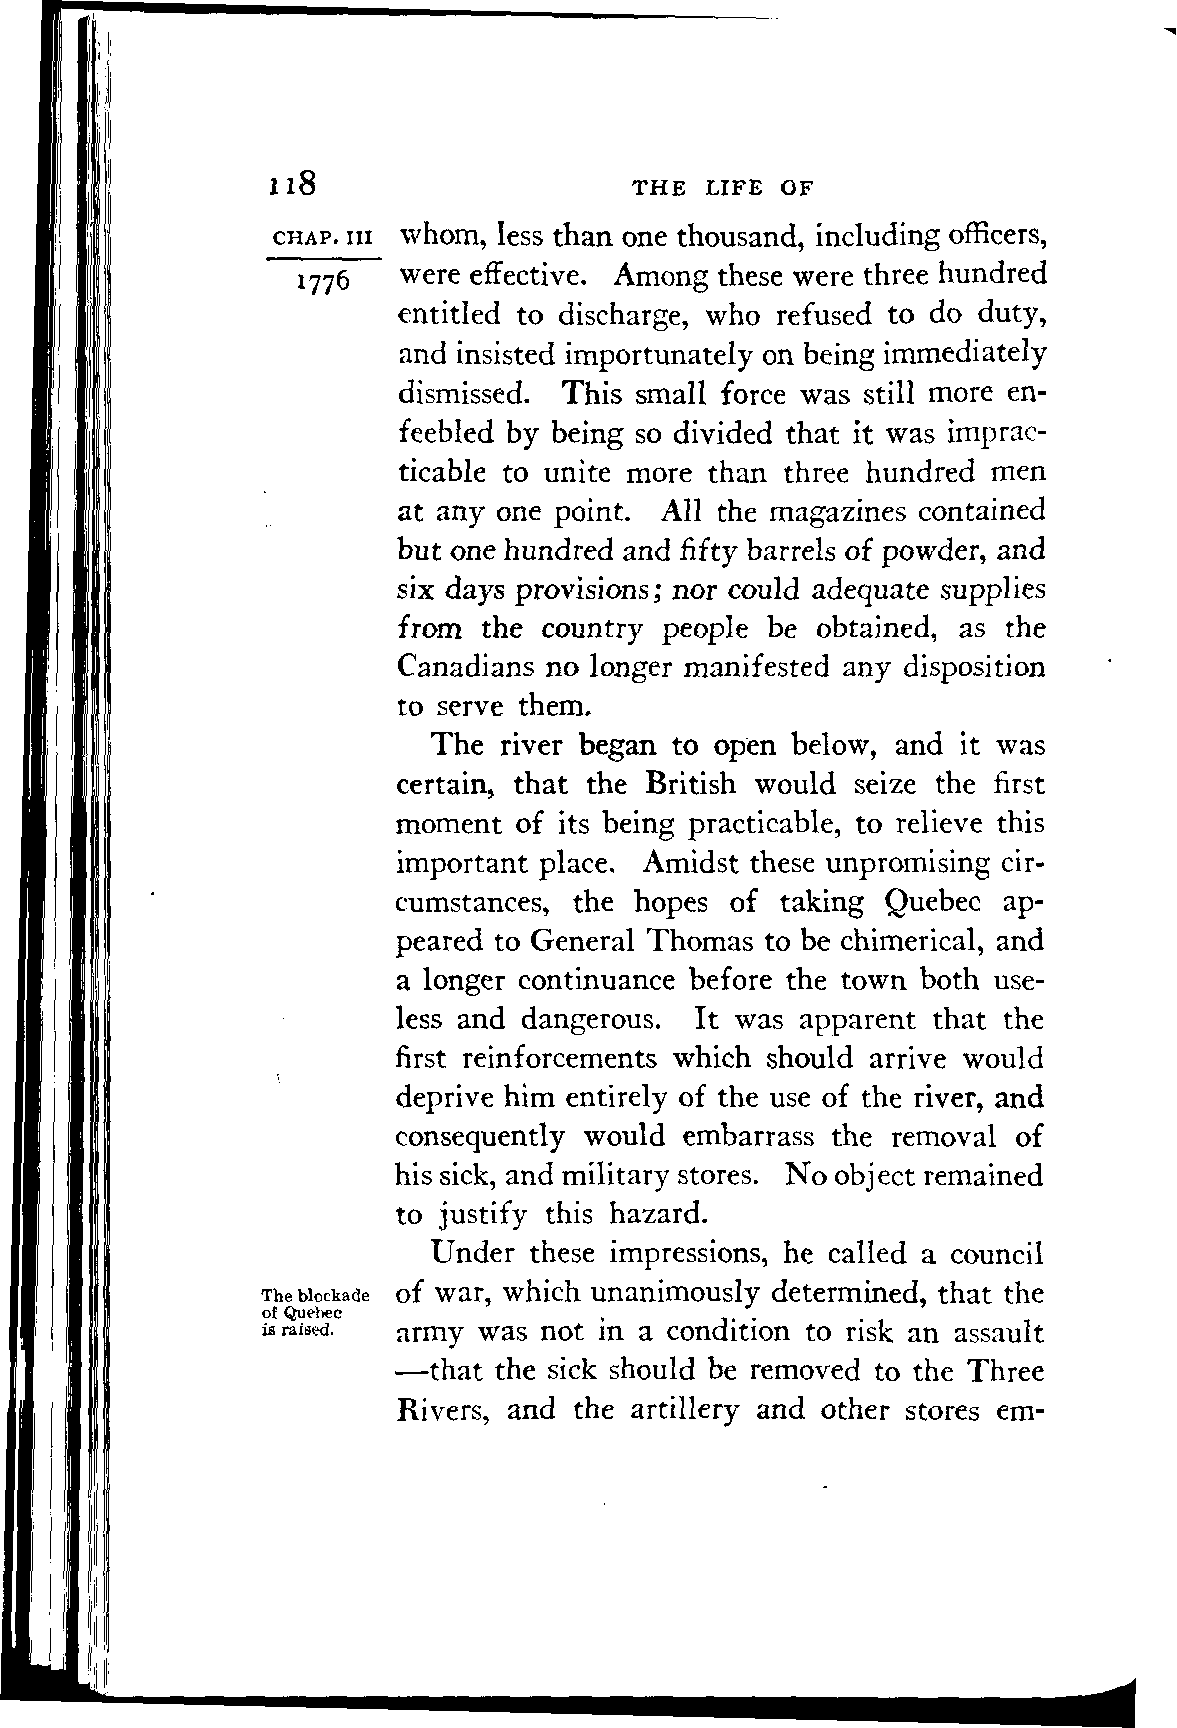 118 THE LIFE OF
CHAP. III
1776
whom, less than one thousand, including officers,
were effective. Among these were three hundred
entitled to discharge, who refused to do duty,
and insisted importunately on being immediately
dismissed. This small force was still more en-
feebled by being so divided that it was imprac-
ticable to unite more than three hundred men
at any one point. All the magazines contained
but one hundred and fifty barrels of powder, and
six days provisions; nor could adequate supplies
from the country people be obtained, as the
Canadians no longer manifested any disposition
to serve them.
The river began to open below, and it was
certain, that the British would seize the first
moment of its being practicable, to relieve this
important place. Amidst these unpromising cir-
cumstances, the hopes of taking Quebec ap-
peared to General Thomas to be chimerical, and
a longer continuance before the town both use-
less and dangerous. It was apparent that the
first reinforcements which should arrive would
deprive him entirely of the use of the river, and
consequently would embarrass the removal of
his sick, and military stores. No object remained
to justify this hazard.
Under these impressions, he called a council
The blockade
of Quebec
is raised.
of war, which unanimously determined, that the
army was not in a condition to risk an assault
—that the sick should be removed to the Three
Rivers, and the artillery and other stores em-